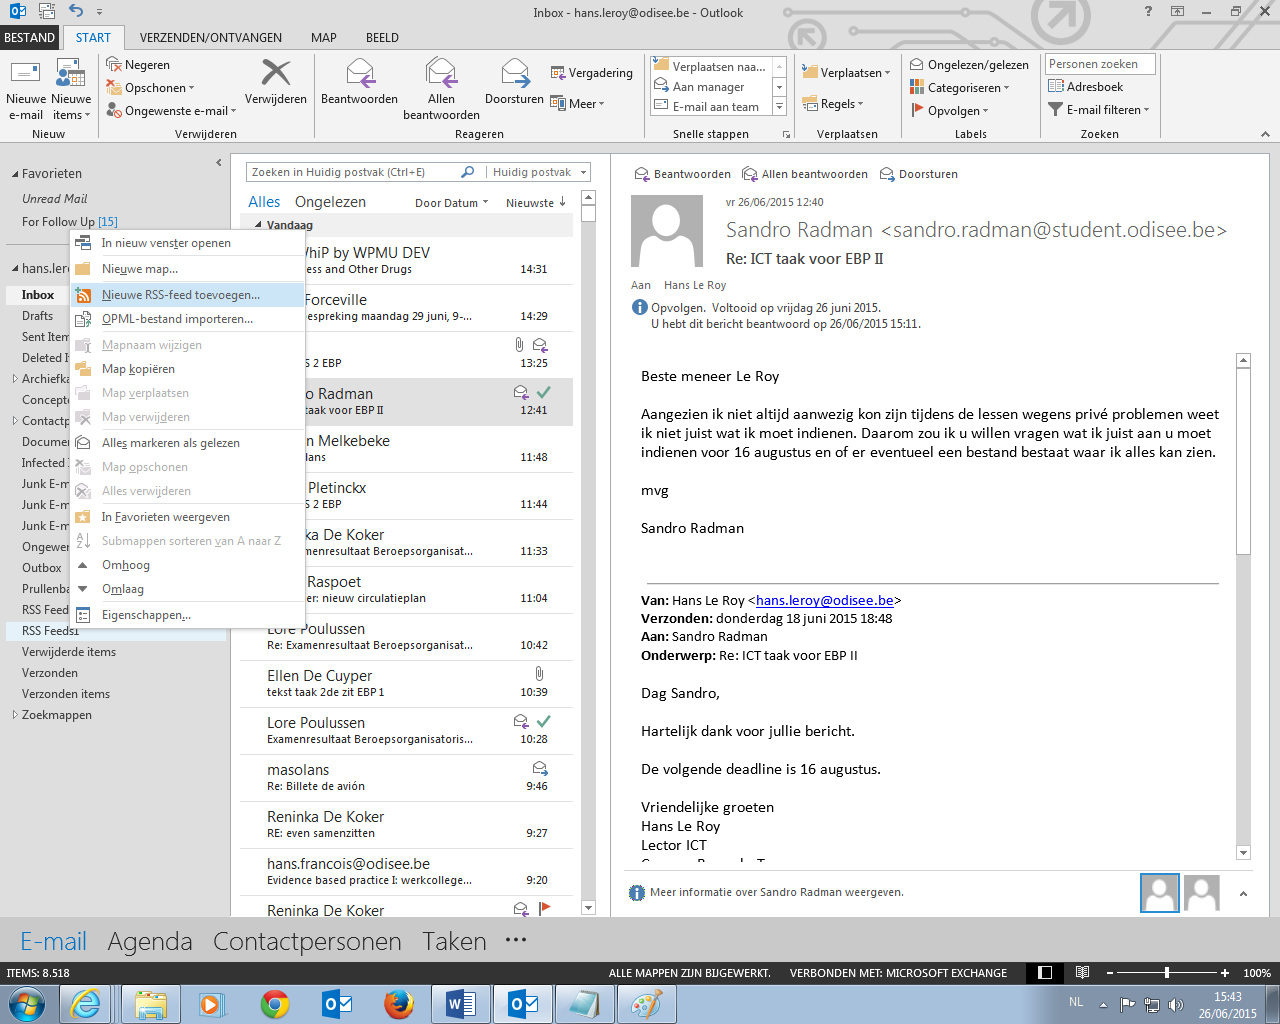 Inbox - hans.leroy@odisee.be - Outlook
BESTAND START VERZENDEN/ONTVANGEN MAP BEELD
Nieuwe e-mail
Nieuwe items
Nieuw
Negeren
Opschonen
Ongewenste e-mail
Verwijderen
Verwijderen
Beantwoorden
Allen beantwoorden
Doorsturen
Vergadering
Meer
Reageren
Verplaatsen naa...
Aan manager
E-mail aan team
Snelle stappen
Verplaatsen
Regels
Verplaatsen
Ongelezen/gelezen
Categoriseren
Opvolgen
Labels
Personen zoeken
Adresboek
E-mail filteren
Zoeken
Favorieten
Unread Mail
For Follow Up [15]
hans.lero
Inbox
Drafts
Sent Item
Deleted I
Archiefka
Concepte
Contactp
Documen
Infected I
Junk E-m
Junk E-m
Junk E-m
Ongewen
Outbox
Prullenba
RSS Feed
RSS Feeds1
Verwijderde items
Verzonden
Verzonden items
Zoekmappen
In nieuw venster openen
Nieuwe map...
Nieuwe RSS-feed toevoegen...
OPML-bestand importeren...
Mapnaam wijzigen
Map kopiëren
Map verplaatsen
Map verwijderen
Alles markeren als gelezen
Map opschonen
Alles verwijderen
In Favorieten weergeven
Submappen sorteren van A naar Z
Omhoog
Omlaag
Eigenschappen...
Zoeken in Huidig postvak (Ctrl+E) Huidig postvak
Alles Ongelezen Door Datum Nieuwste
Vandaag
WhiP by WPMU DEV
ess and Other Drugs 14:31
Forceville
espreking maandag 29 juni, 9-... 14:29
S 2 EBP 13:25
o Radman
taak voor EBP II 12:41
n Melkebeke
lans 11:48
Pletinckx
S 2 EBP 11:44
ka De Koker
Examenresultaat Beroepsorganisat... 11:33
Raspoet
er: nieuw circulatieplan 11:04
Lore Poulussen
Re: Examenresultaat Beroepsorganisat... 10:42
Ellen De Cuyper
tekst taak 2de zit EBP 1 10:39
Lore Poulussen
Examenresultaat Beroepsorganisatoris... 10:28
masolans
Re: Billete de avión 9:46
Reninka De Koker
RE: even samenzitten 9:27
hans.francois@odisee.be
Evidence based practice I: werkcollege... 9:20
Reninka De Koker
Beantwoorden Allen beantwoorden Doorsturen
vr 26/06/2015 12:40
Sandro Radman <sandro.radman@student.odisee.be>
Re: ICT taak voor EBP II
Aan Hans Le Roy
Opvolgen. Voltooid op vrijdag 26 juni 2015.
U hebt dit bericht beantwoord op 26/06/2015 15:11.
Beste meneer Le Roy
Aangezien ik niet altijd aanwezig kon zijn tijdens de lessen wegens privé problemen weet
ik niet juist wat ik moet indienen. Daarom zou ik u willen vragen wat ik juist aan u moet
indienen voor 16 augustus en of er eventueel een bestand bestaat waar ik alles kan zien.
mvg
Sandro Radman
Van: Hans Le Roy <hans.leroy@odisee.be>
Verzonden: donderdag 18 juni 2015 18:48
Aan: Sandro Radman
Onderwerp: Re: ICT taak voor EBP II
Dag Sandro,
Hartelijk dank voor jullie bericht.
De volgende deadline is 16 augustus.
Vriendelijke groeten
Hans Le Roy
Lector ICT
Meer informatie over Sandro Radman weergeven.
E-mail Agenda Contactpersonen Taken •••
ITEMS: 8.518 ALLE MAPPEN ZIJN BIJGEWERKT. VERBONDEN MET: MICROSOFT EXCHANGE 100%
NL 15:43
26/06/2015